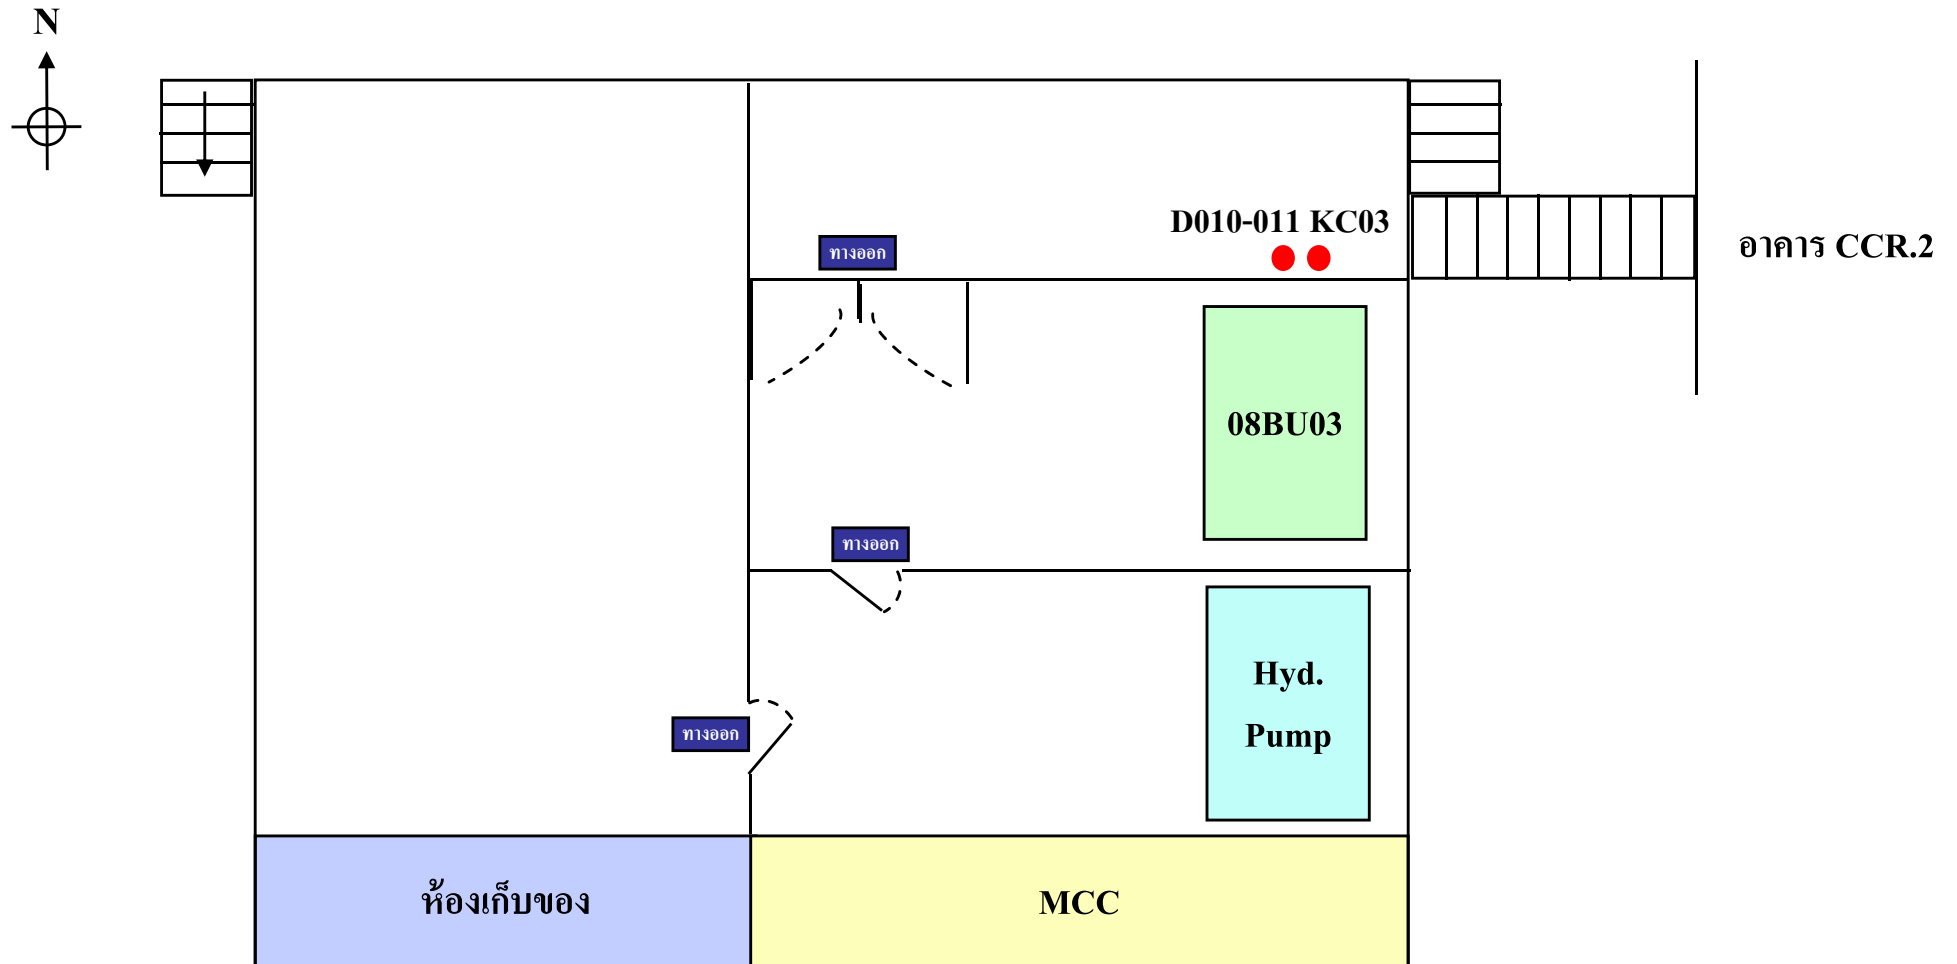 N
D010-011 KC03
ทางออก
อาคาร CCR.2
08BU03
ทางออก
Hyd.
Pump
ทางออก
ห้องเก็บของ
MCC